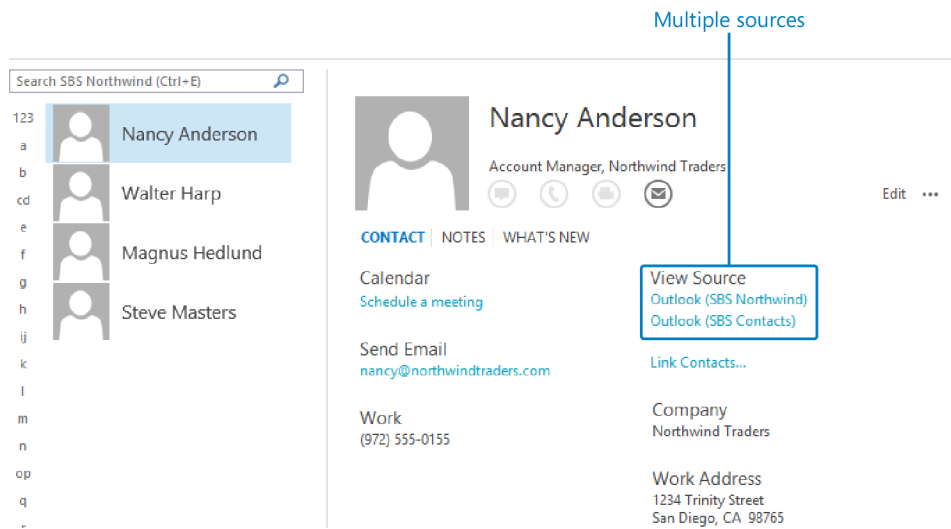 Multiple sources
Search SBS Northwind (Ctrl+E)
123
a
b
cd
e
f
g
h
ij
k
l
m
n
op
q
r
Nancy Anderson
Walter Harp
Magnus Hedlund
Steve Masters
Nancy Anderson
Account Manager, Northwind Traders
Edit •••
CONTACT NOTES WHAT'S NEW
Calendar
Schedule a meeting
Send Email
nancy@northwindtraders.com
Work
(972) 555-0155
View Source
Outlook (SBS Northwind)
Outlook (SBS Contacts)
Link Contacts...
Company
Northwind Traders
Work Address
1234 Trinity Street
San Diego, CA 98765